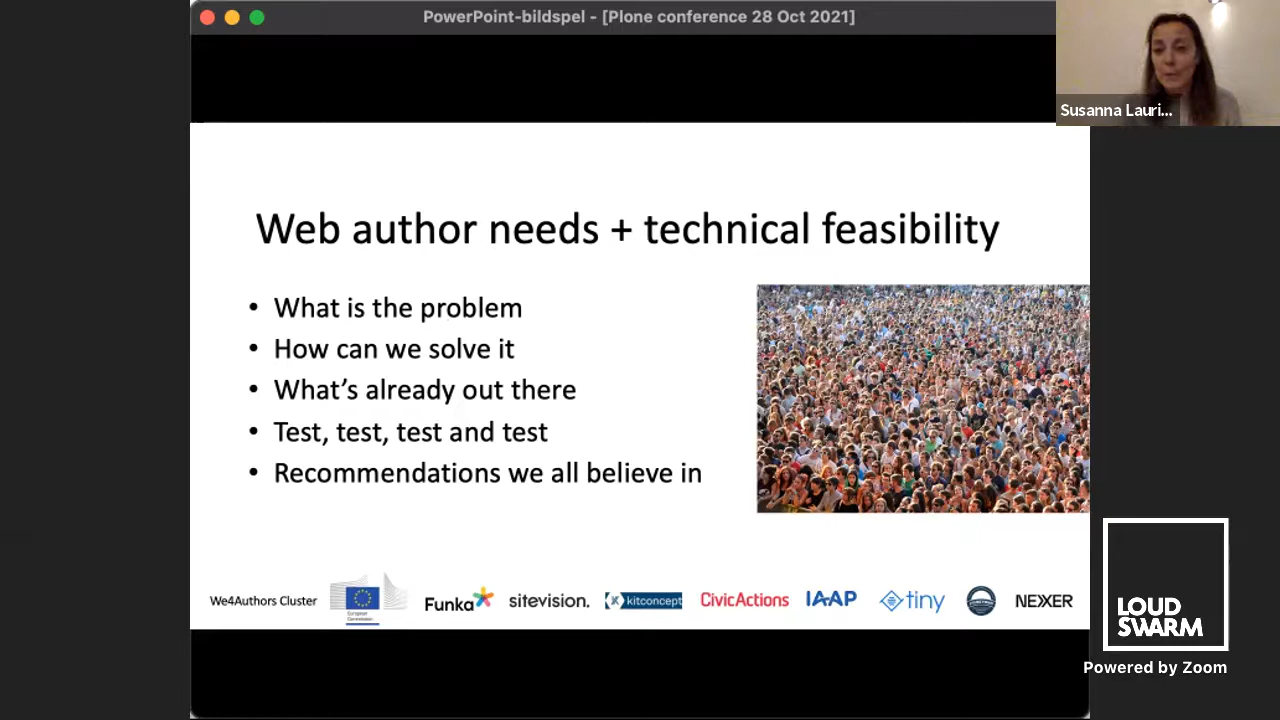 PowerPoint-bildspel - [Plone conference 28 Oct 2021]
Susanna Lauri...
Web author needs + technical feasibility
• What is the problem
• How can we solve it
• What's already out there
• Test, test, test and test
• Recommendations we all believe in
We4Authors Cluster
European Commission
Funka
sitevision.
kitconcept
CivicActions
IAAP
tiny
NEXER
LOUD
SWARM
Powered by Zoom